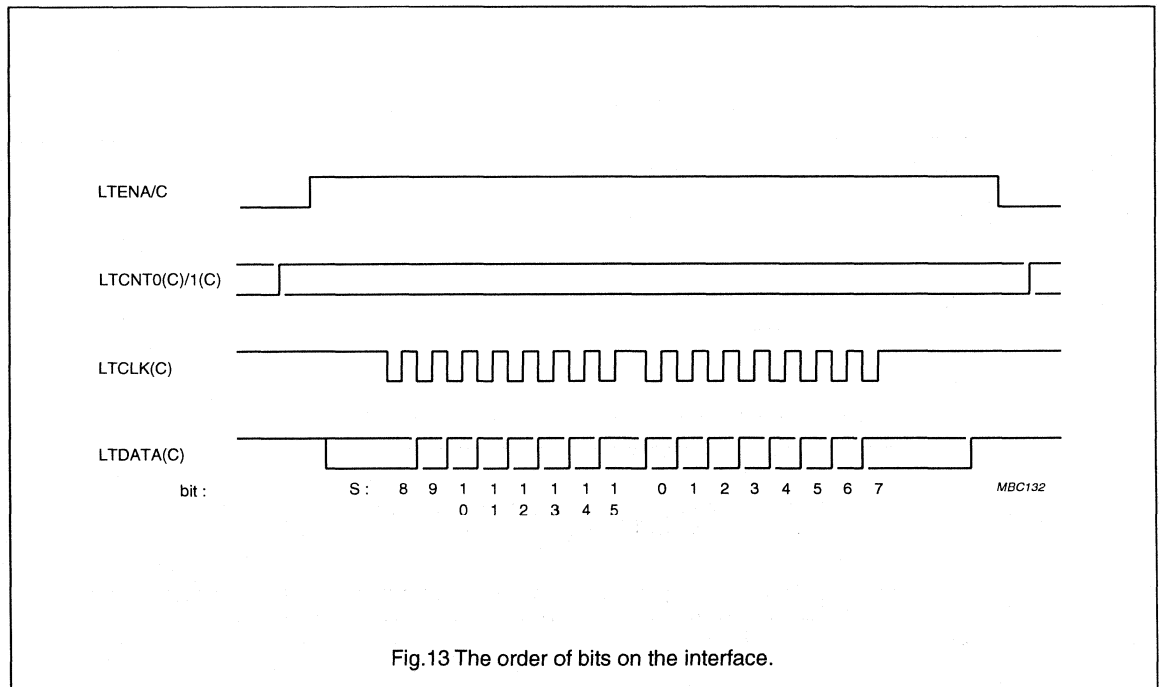 LTENA/C
LTCNT0(C)/1(C)
LTCLK(C)
LTDATA(C)
bit : S : 8 9 1 1 1 1 1 1 0 1 2 3 4 5 6 7 MBC132
0 1 2 3 4 5
Fig.13 The order of bits on the interface.